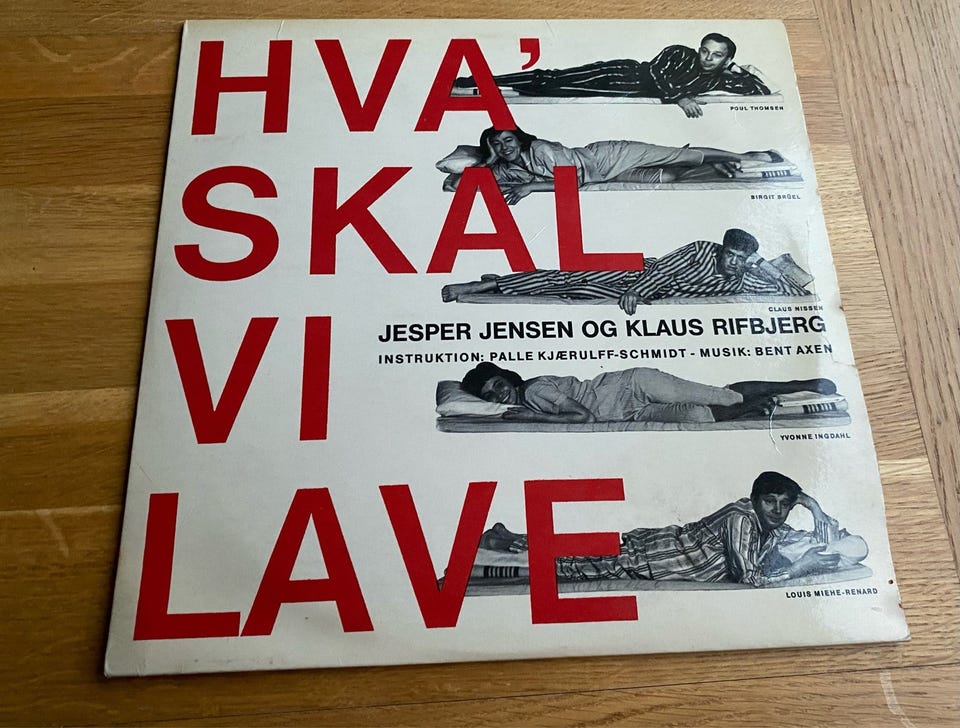 HVA'
POUL THOMSEN
SKAL
BIRGIT BRÜEL
CLAUS NISSEN
VI
JESPER JENSEN OG KLAUS RIFBJERG
INSTRUKTION: PALLE KJÆRULFF-SCHMIDT - MUSIK: BENT AXEN
YVONNE INGDAHL
LAVE
LOUIS MIEHE-RENARD